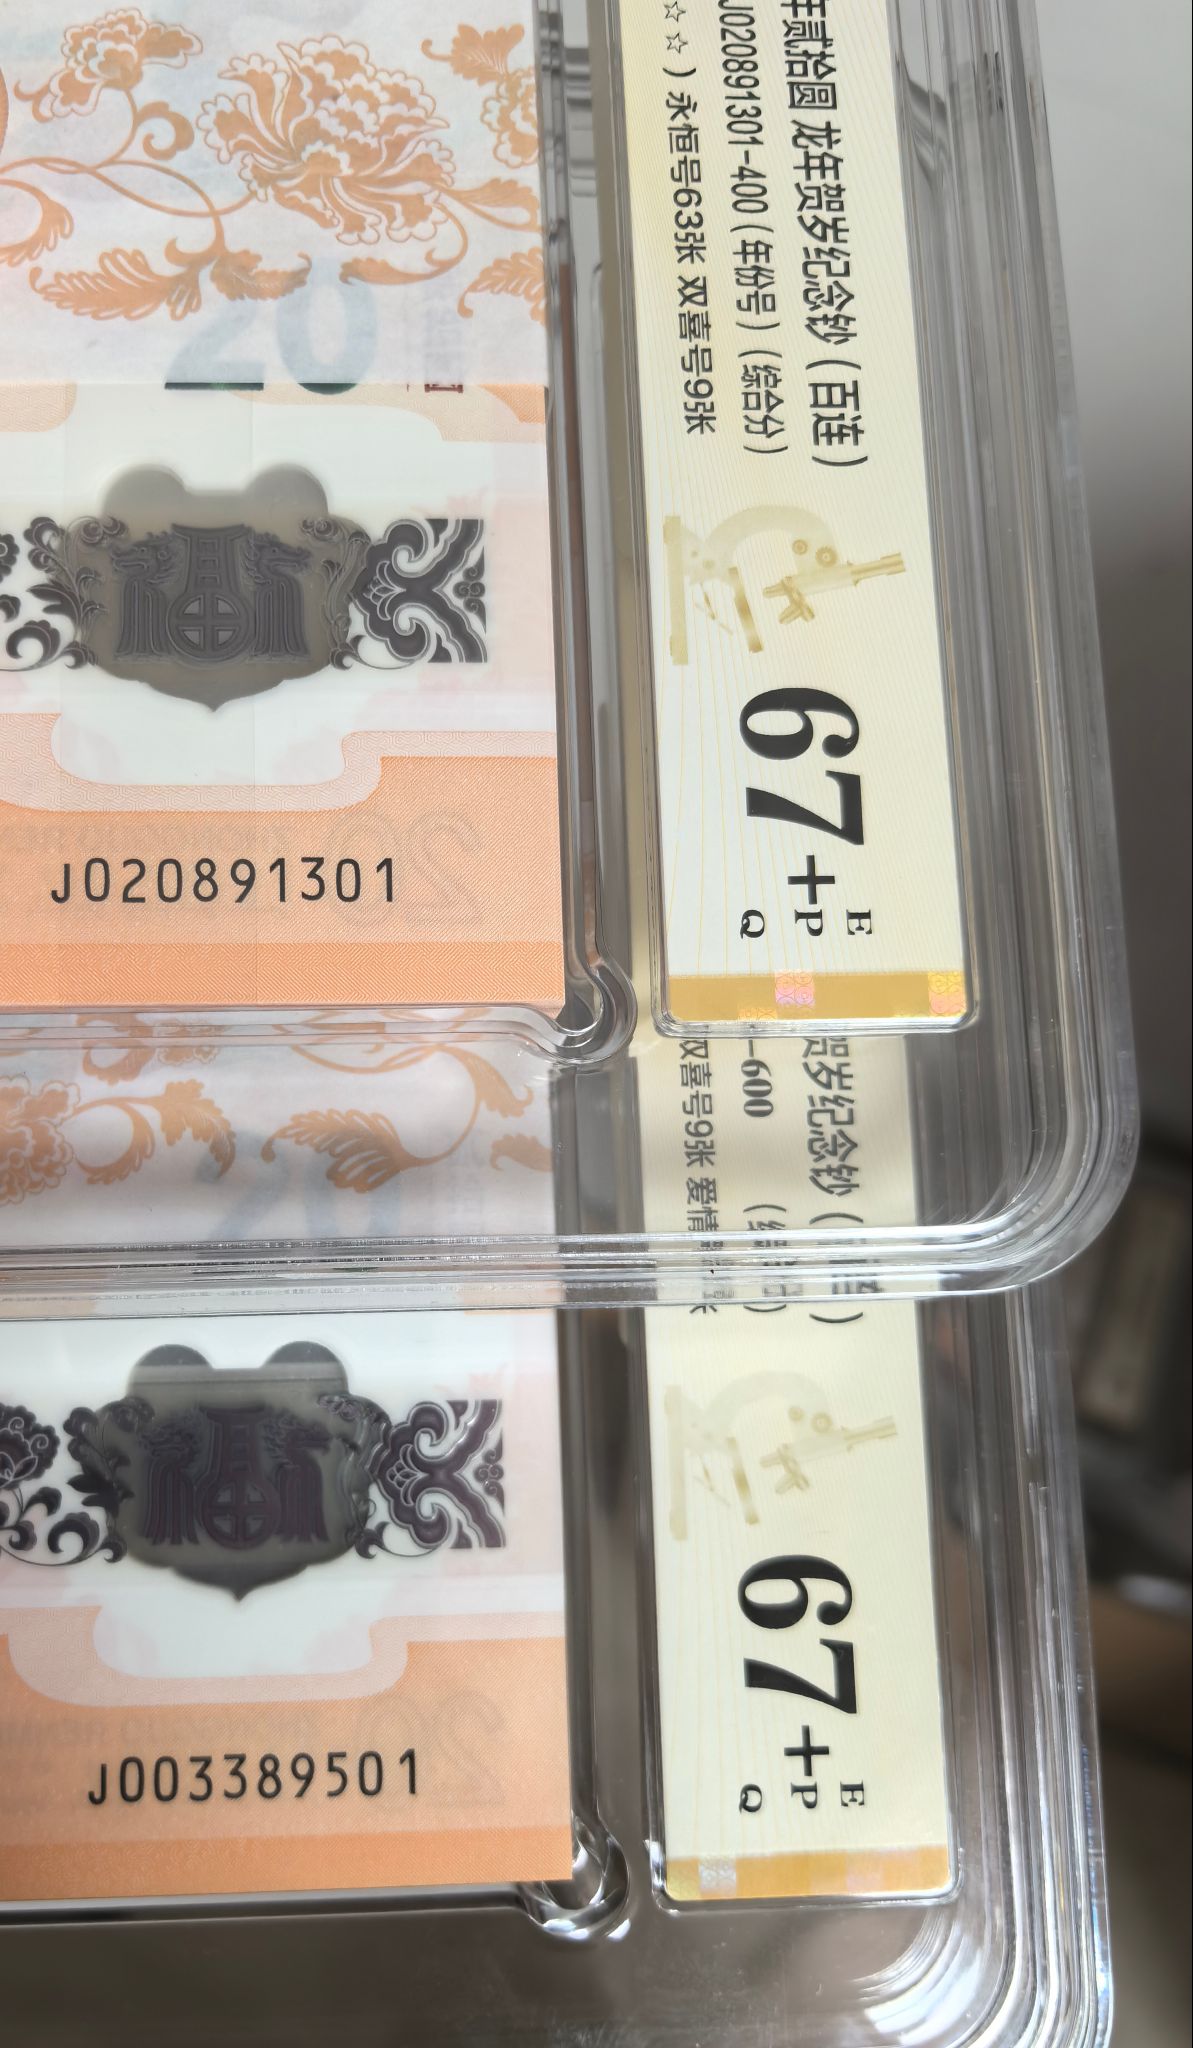 年贰拾圆 龙年贺岁纪念钞（百连）
J020891301-400（年份号）（综合分）
☆☆）永恒号63张 双喜号9张
67+
E
P
Q
20
J020891301
贺岁纪念钞（
-600
双喜号9张 爱情
67+
E
P
Q
20
J003389501